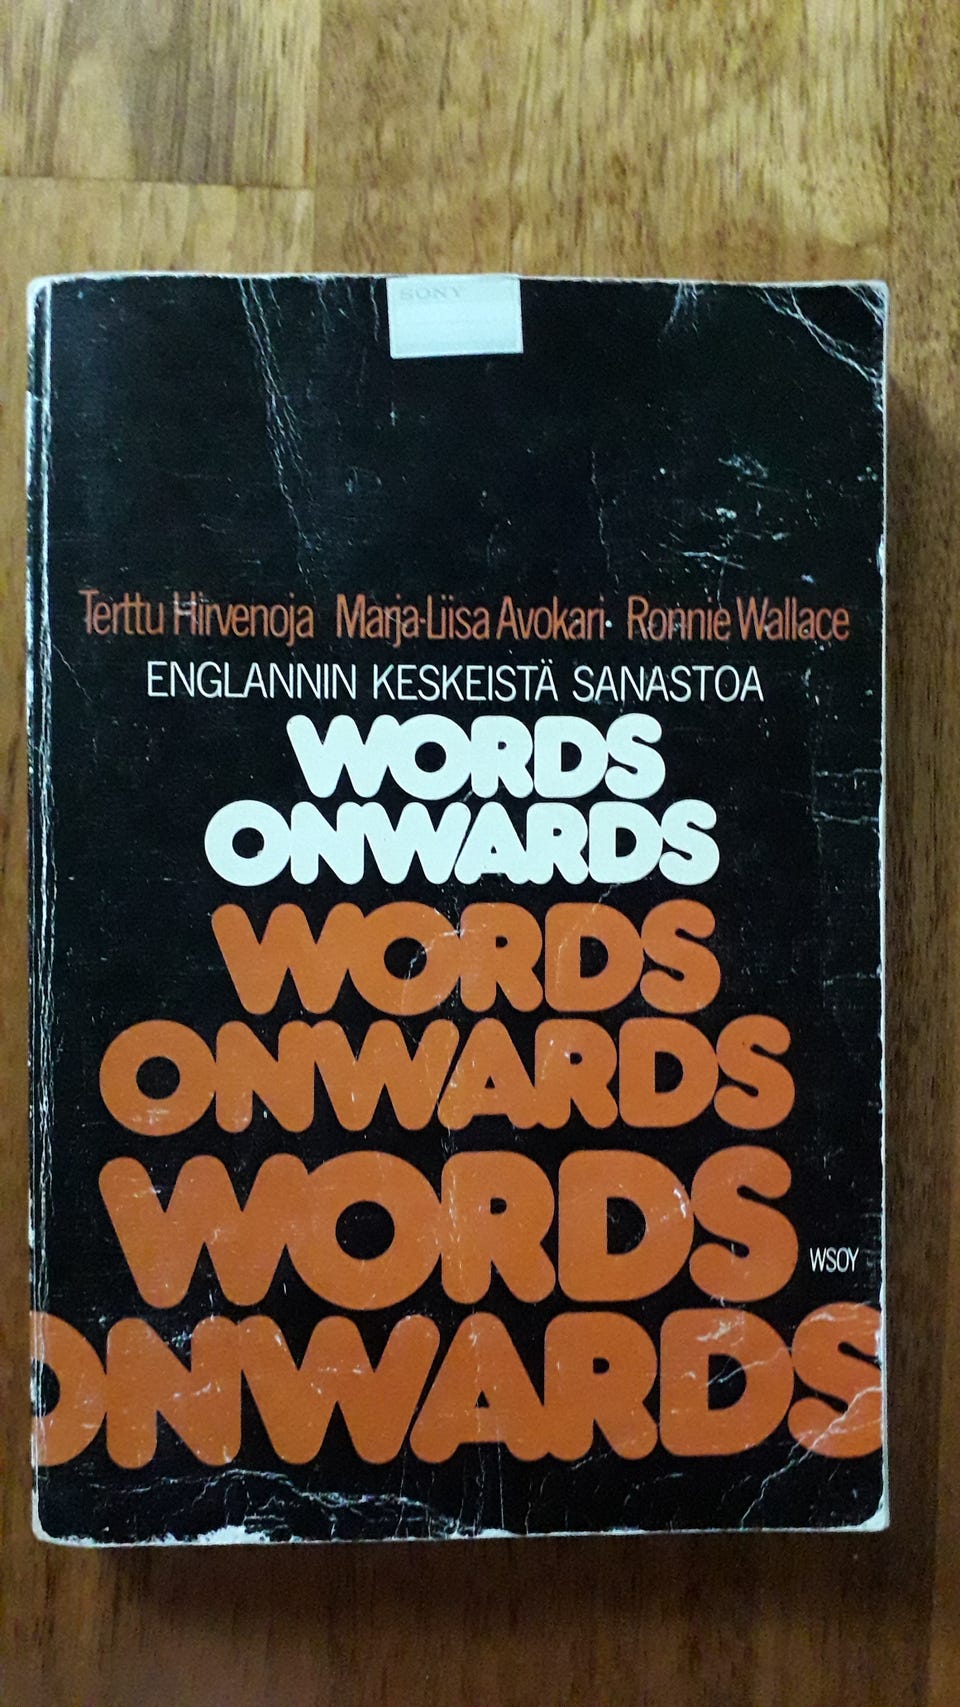 SONY
Terttu Hirvenoja Marja-Liisa Avokari Ronnie Wallace
ENGLANNIN KESKEISTÄ SANASTOA
WORDS
ONWARDS
WORDS
ONWARDS
WORDS
WSOY
ONWARDS